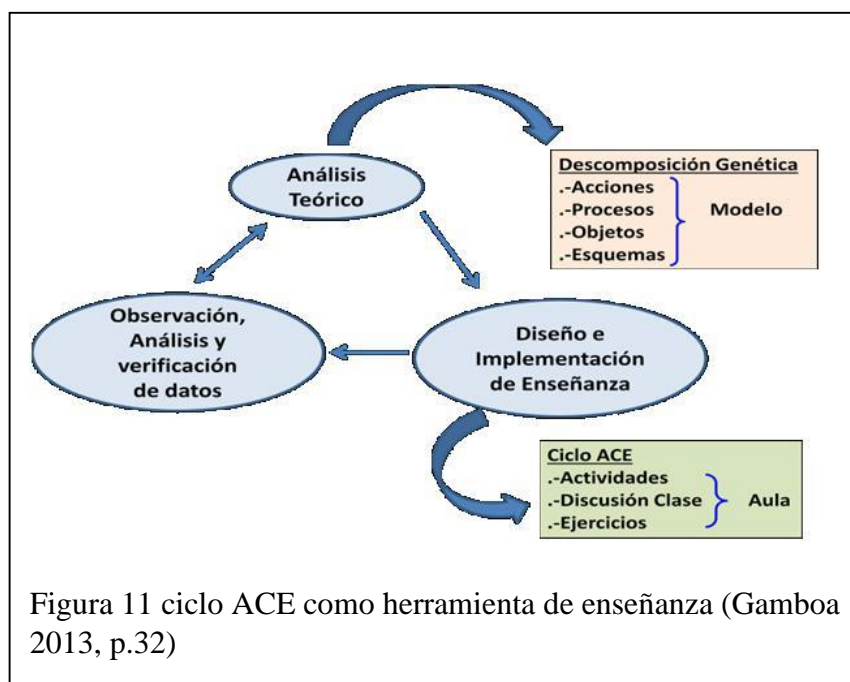 Análisis
Teórico
Descomposición Genética
.-Acciones
.-Procesos
.-Objetos
.-Esquemas
Modelo
Observación,
Análisis y
verificación
de datos
Diseño e
Implementación
de Enseñanza
Ciclo ACE
.-Actividades
.-Discusión Clase
.-Ejercicios
Aula
Figura 11 ciclo ACE como herramienta de enseñanza (Gamboa
2013, p.32)